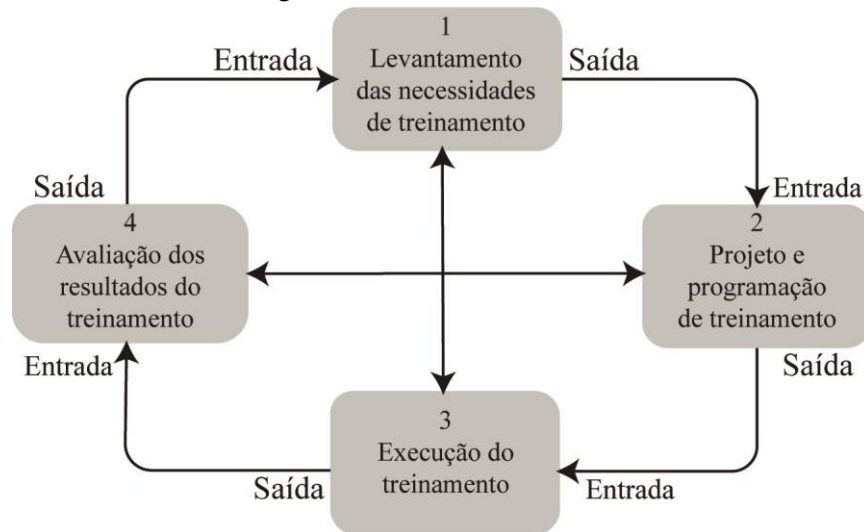 1
Levantamento
das necessidades
de treinamento
Entrada
Saída
Entrada
2
Projeto e
programação
de treinamento
Saída
Entrada
3
Execução do
treinamento
Saída
Entrada
4
Avaliação dos
resultados do
treinamento
Saída